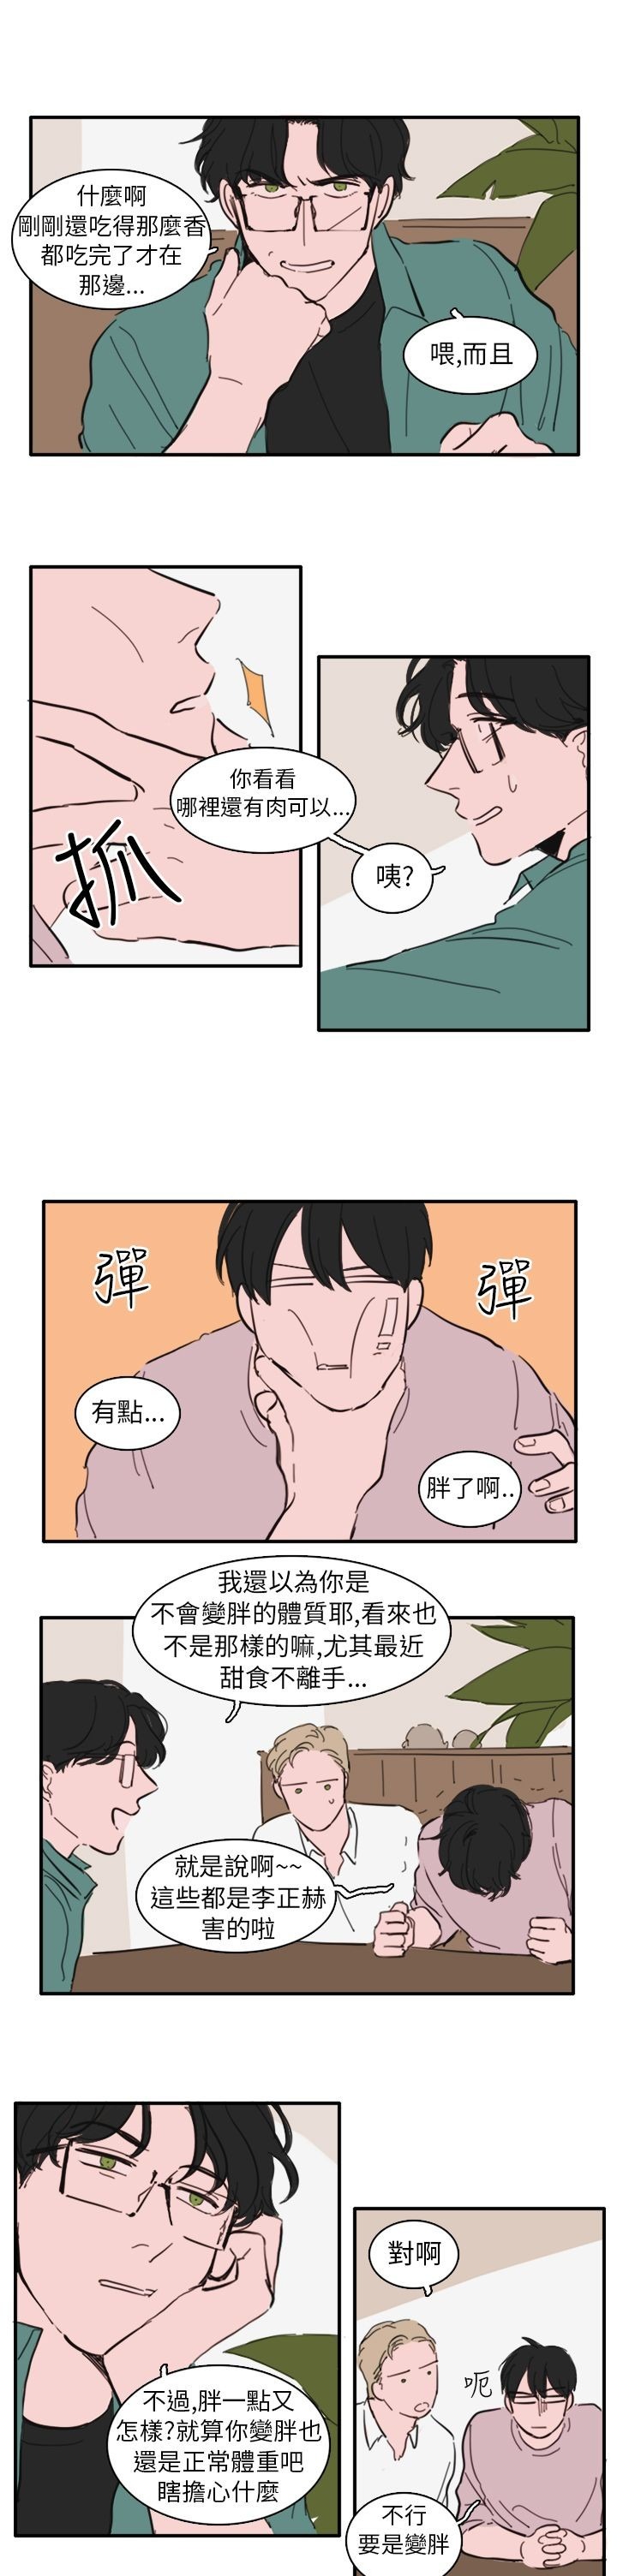 什麼啊
剛剛還吃得那麼香
都吃完了才在
那邊...
喂,而且
你看看
哪裡還有肉可以...
抓
咦?
彈
彈
有點...
胖了啊..
我還以為你是
不會變胖的體質耶,看來也
不是那樣的嘛,尤其最近
甜食不離手...
就是說啊~~
這些都是李正赫
害的啦
對啊
呃
不過,胖一點又
怎樣?就算你變胖也
還是正常體重吧
瞎擔心什麼
不行
要是變胖